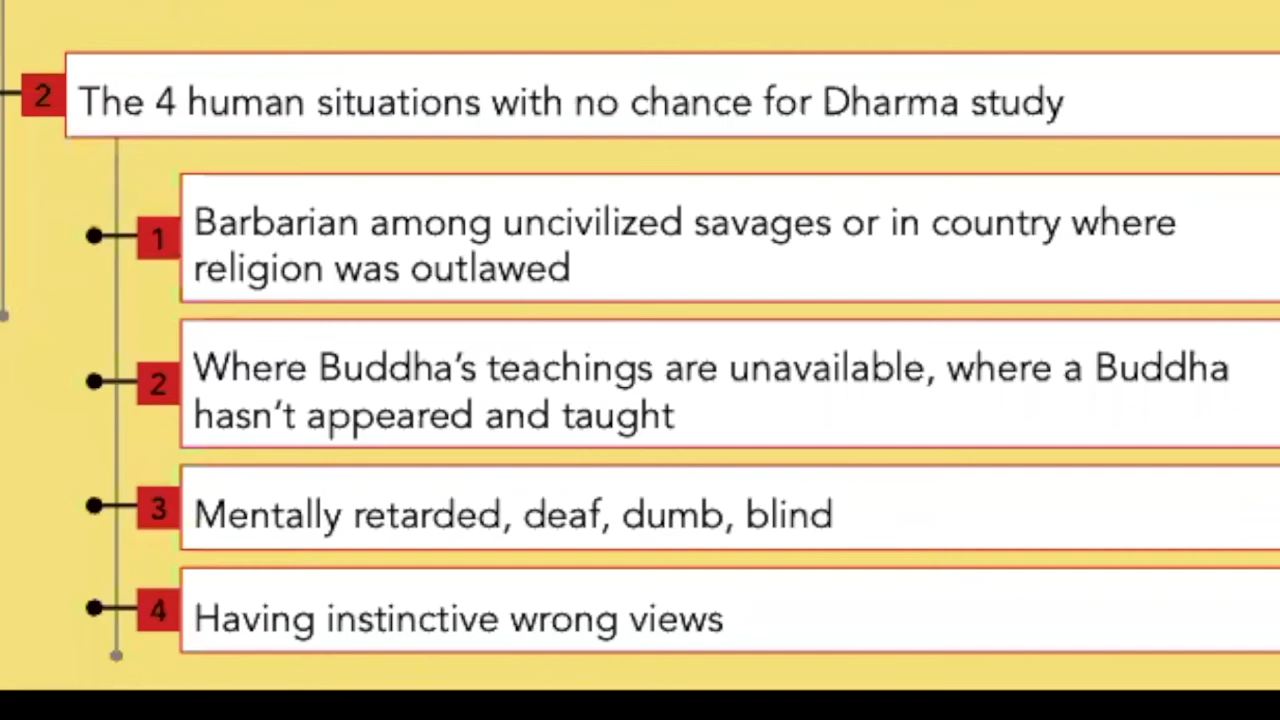 2 The 4 human situations with no chance for Dharma study
1 Barbarian among uncivilized savages or in country where
religion was outlawed
2 Where Buddha’s teachings are unavailable, where a Buddha
hasn’t appeared and taught
3 Mentally retarded, deaf, dumb, blind
4 Having instinctive wrong views